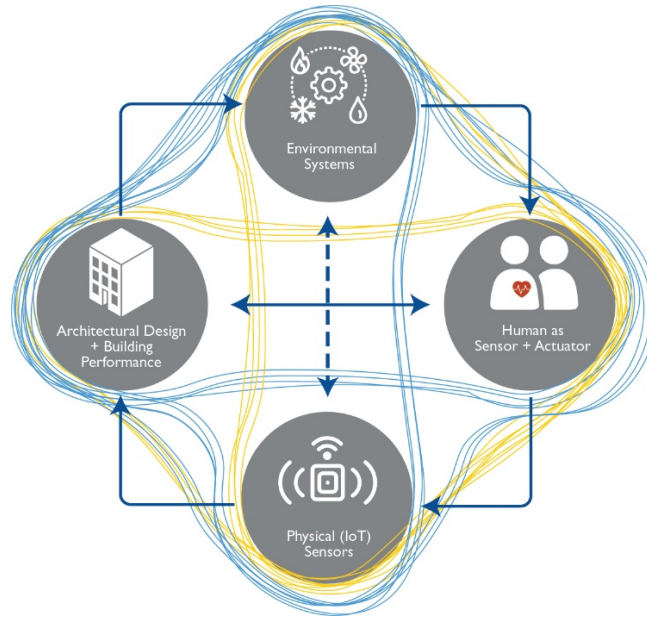 Environmental
Systems
Architectural Design
+ Building
Performance
Human as
Sensor + Actuator
Physical (IoT)
Sensors